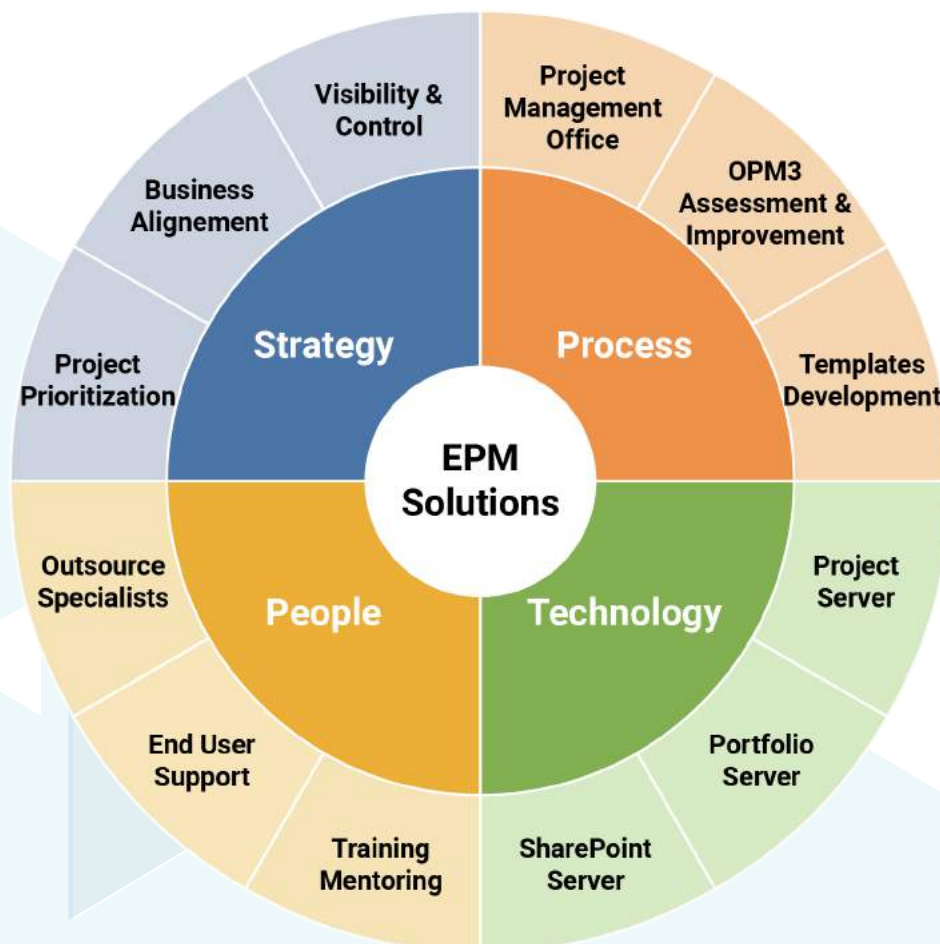 Visibility &
Control
Project
Management
Office
Business
Alignement
OPM3
Assessment &
Improvement
Project
Prioritization
Strategy
Process
Templates
Development
EPM
Solutions
Outsource
Specialists
People
Technology
Project
Server
End User
Support
Portfolio
Server
Training
Mentoring
SharePoint
Server